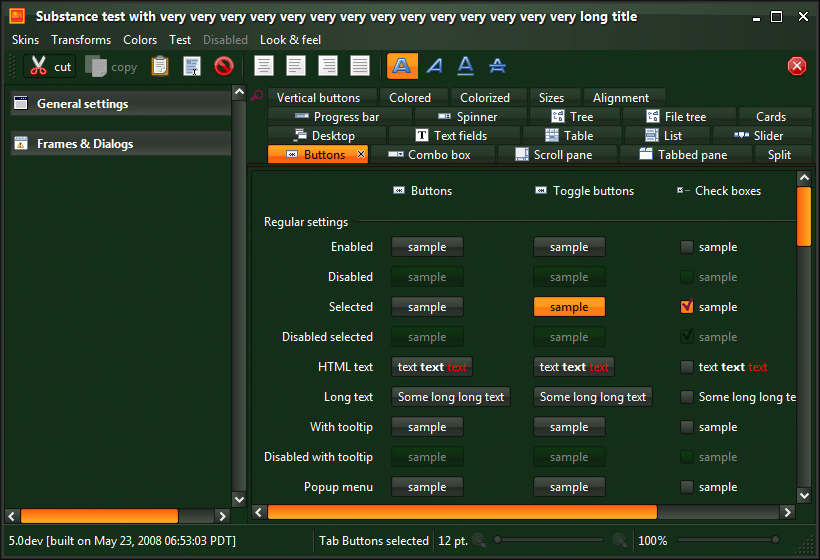 Substance test with very very very very very very very very very very very very very very long title
Skins Transforms Colors Test Disabled Look & feel
cut copy A A A A
General settings
Frames & Dialogs
Vertical buttons Colored Colorized Sizes Alignment
Progress bar Spinner Tree File tree Cards
Desktop Text fields Table List Slider
Buttons Combo box Scroll pane Tabbed pane Split
Buttons Toggle buttons Check boxes
Regular settings
Enabled sample sample sample
Disabled sample sample sample
Selected sample sample sample
Disabled selected sample sample sample
HTML text text text text text text text text text text
Long text Some long long text Some long long text Some long long te
With tooltip sample sample sample
Disabled with tooltip sample sample sample
Popup menu sample sample sample
5.0dev [built on May 23, 2008 06:53:03 PDT] Tab Buttons selected 12 pt. 100%